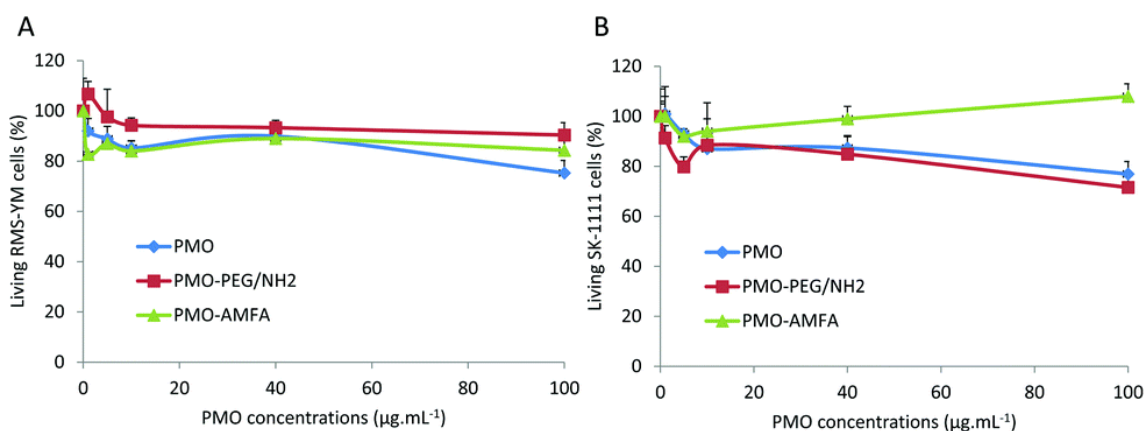 A
Living RMS-YM cells (%)
120
100
80
60
40
20
0
PMO
PMO-PEG/NH2
PMO-AMFA
0 20 40 60 80 100
PMO concentrations (µg.mL⁻¹)
B
Living SK-1111 cells (%)
120
100
80
60
40
20
0
PMO
PMO-PEG/NH2
PMO-AMFA
0 20 40 60 80 100
PMO concentrations (µg.mL⁻¹)